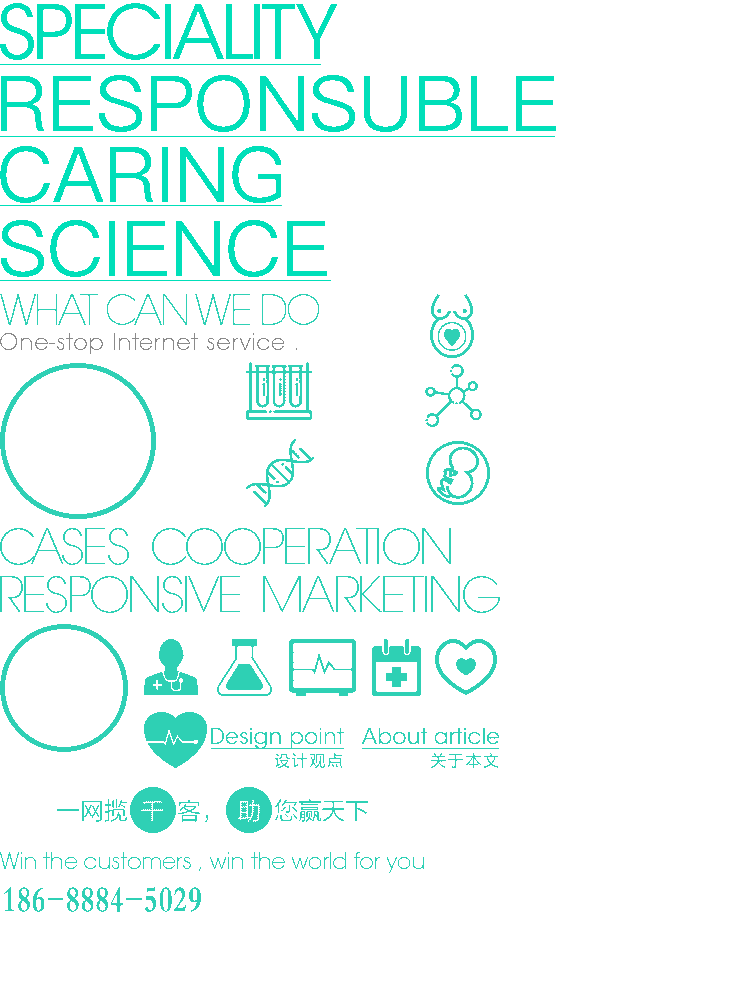 SPECIALITY
RESPONSUBLE
CARING
SCIENCE
WHAT CAN WE DO
One-stop Internet service .
CASES COOPERATION
RESPONSIVE MARKETING
Design point About article
设计观点 关于本文
一网揽千客，助您赢天下
Win the customers , win the world for you
186-8884-5029